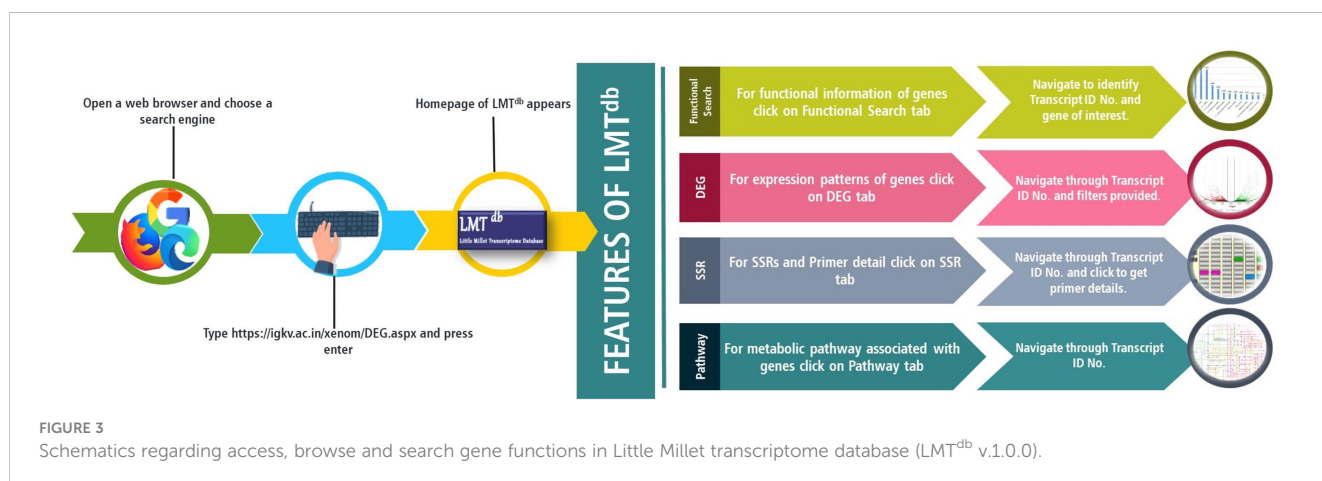 Open a web browser and choose a
search engine
Type https://igkv.ac.in/xenom/DEG.aspx and press
enter
Homepage of LMTdb appears
LMT db
Little Millet Transcriptome Database
FEATURES OF LMTdb
Functional
Search
For functional information of genes
click on Functional Search tab
Navigate to identify
Transcript ID No. and
gene of interest.
DEG
For expression patterns of genes click
on DEG tab
Navigate through Transcript
ID No. and filters provided.
SSR
For SSRs and Primer detail click on SSR
tab
Navigate through Transcript
ID No. and click to get
primer details.
Pathway
For metabolic pathway associated with
genes click on Pathway tab
Navigate through Transcript
ID No.
FIGURE 3
Schematics regarding access, browse and search gene functions in Little Millet transcriptome database (LMTdb v.1.0.0).